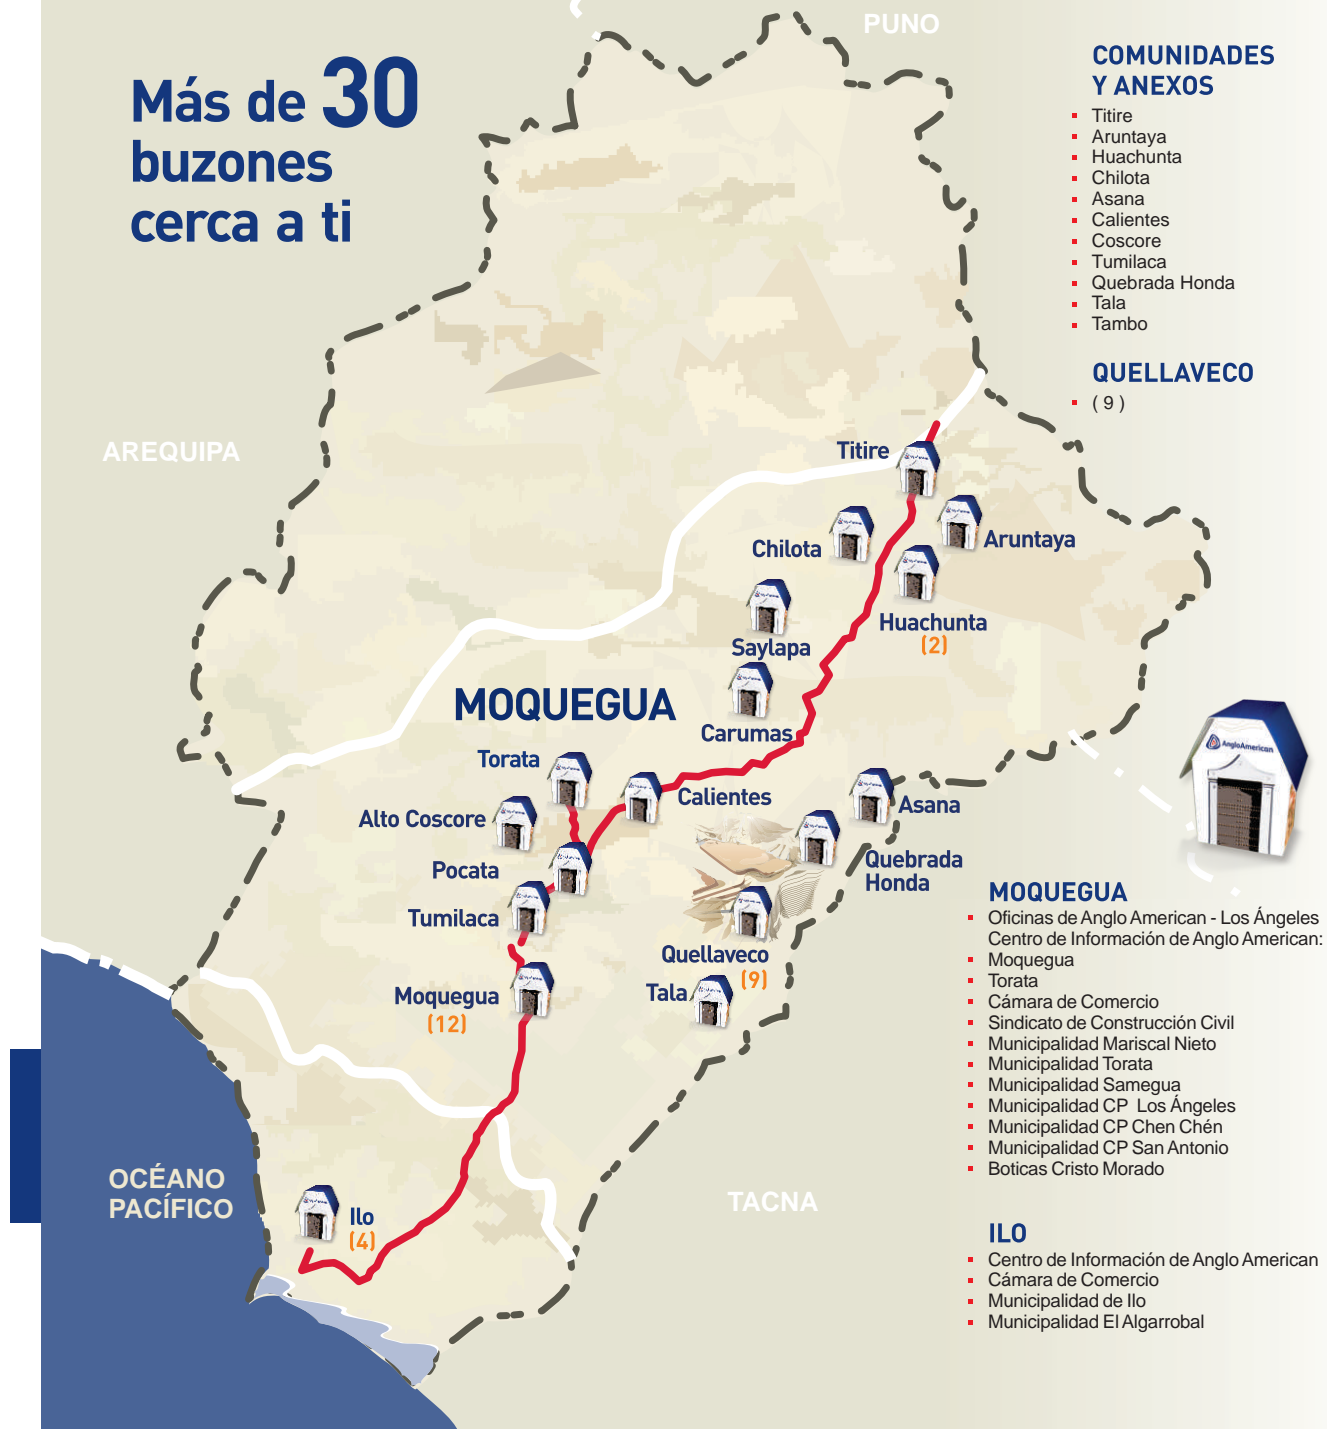 Más de 30
buzones
cerca a ti
PUNO
AREQUIPA
TACNA
OCÉANO
PACÍFICO
MOQUEGUA
Titire
Aruntaya
Chilota
Huachunta
(2)
Saylapa
Carumas
Torata
Calientes
Asana
Alto Coscore
Quebrada
Honda
Pocata
Tumilaca
Quellaveco
(9)
Tala
Moquegua
(12)
Ilo
(4)
COMUNIDADES
Y ANEXOS
Titire
Aruntaya
Huachunta
Chilota
Asana
Calientes
Coscore
Tumilaca
Quebrada Honda
Tala
Tambo
QUELLAVECO
( 9 )
AngloAmerican
MOQUEGUA
Oficinas de Anglo American - Los Ángeles
Centro de Información de Anglo American:
Moquegua
Torata
Cámara de Comercio
Sindicato de Construcción Civil
Municipalidad Mariscal Nieto
Municipalidad Torata
Municipalidad Samegua
Municipalidad CP Los Ángeles
Municipalidad CP Chen Chén
Municipalidad CP San Antonio
Boticas Cristo Morado
ILO
Centro de Información de Anglo American
Cámara de Comercio
Municipalidad de Ilo
Municipalidad El Algarrobal